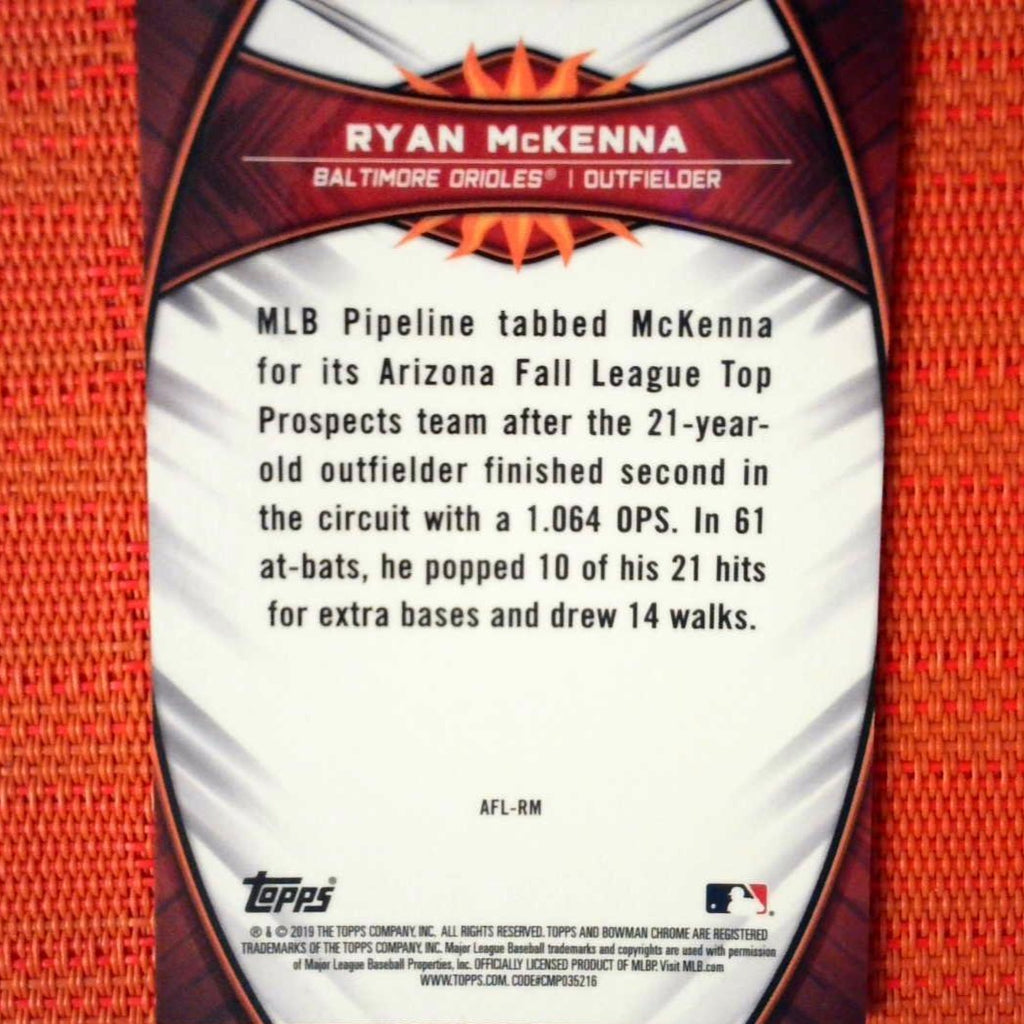 RYAN McKENNA
BALTIMORE ORIOLES® | OUTFIELDER
MLB Pipeline tabbed McKenna
for its Arizona Fall League Top
Prospects team after the 21-year-
old outfielder finished second in
the circuit with a 1.064 OPS. In 61
at-bats, he popped 10 of his 21 hits
for extra bases and drew 14 walks.
AFL-RM
topps®
® & © 2019 THE TOPPS COMPANY, INC. ALL RIGHTS RESERVED. TOPPS AND BOWMAN CHROME ARE REGISTERED
TRADEMARKS OF THE TOPPS COMPANY, INC. Major League Baseball trademarks and copyrights are used with permission
of Major League Baseball Properties, Inc. OFFICIALLY LICENSED PRODUCT OF MLBP. Visit MLB.com
WWW.TOPPS.COM. CODE#CMP035216